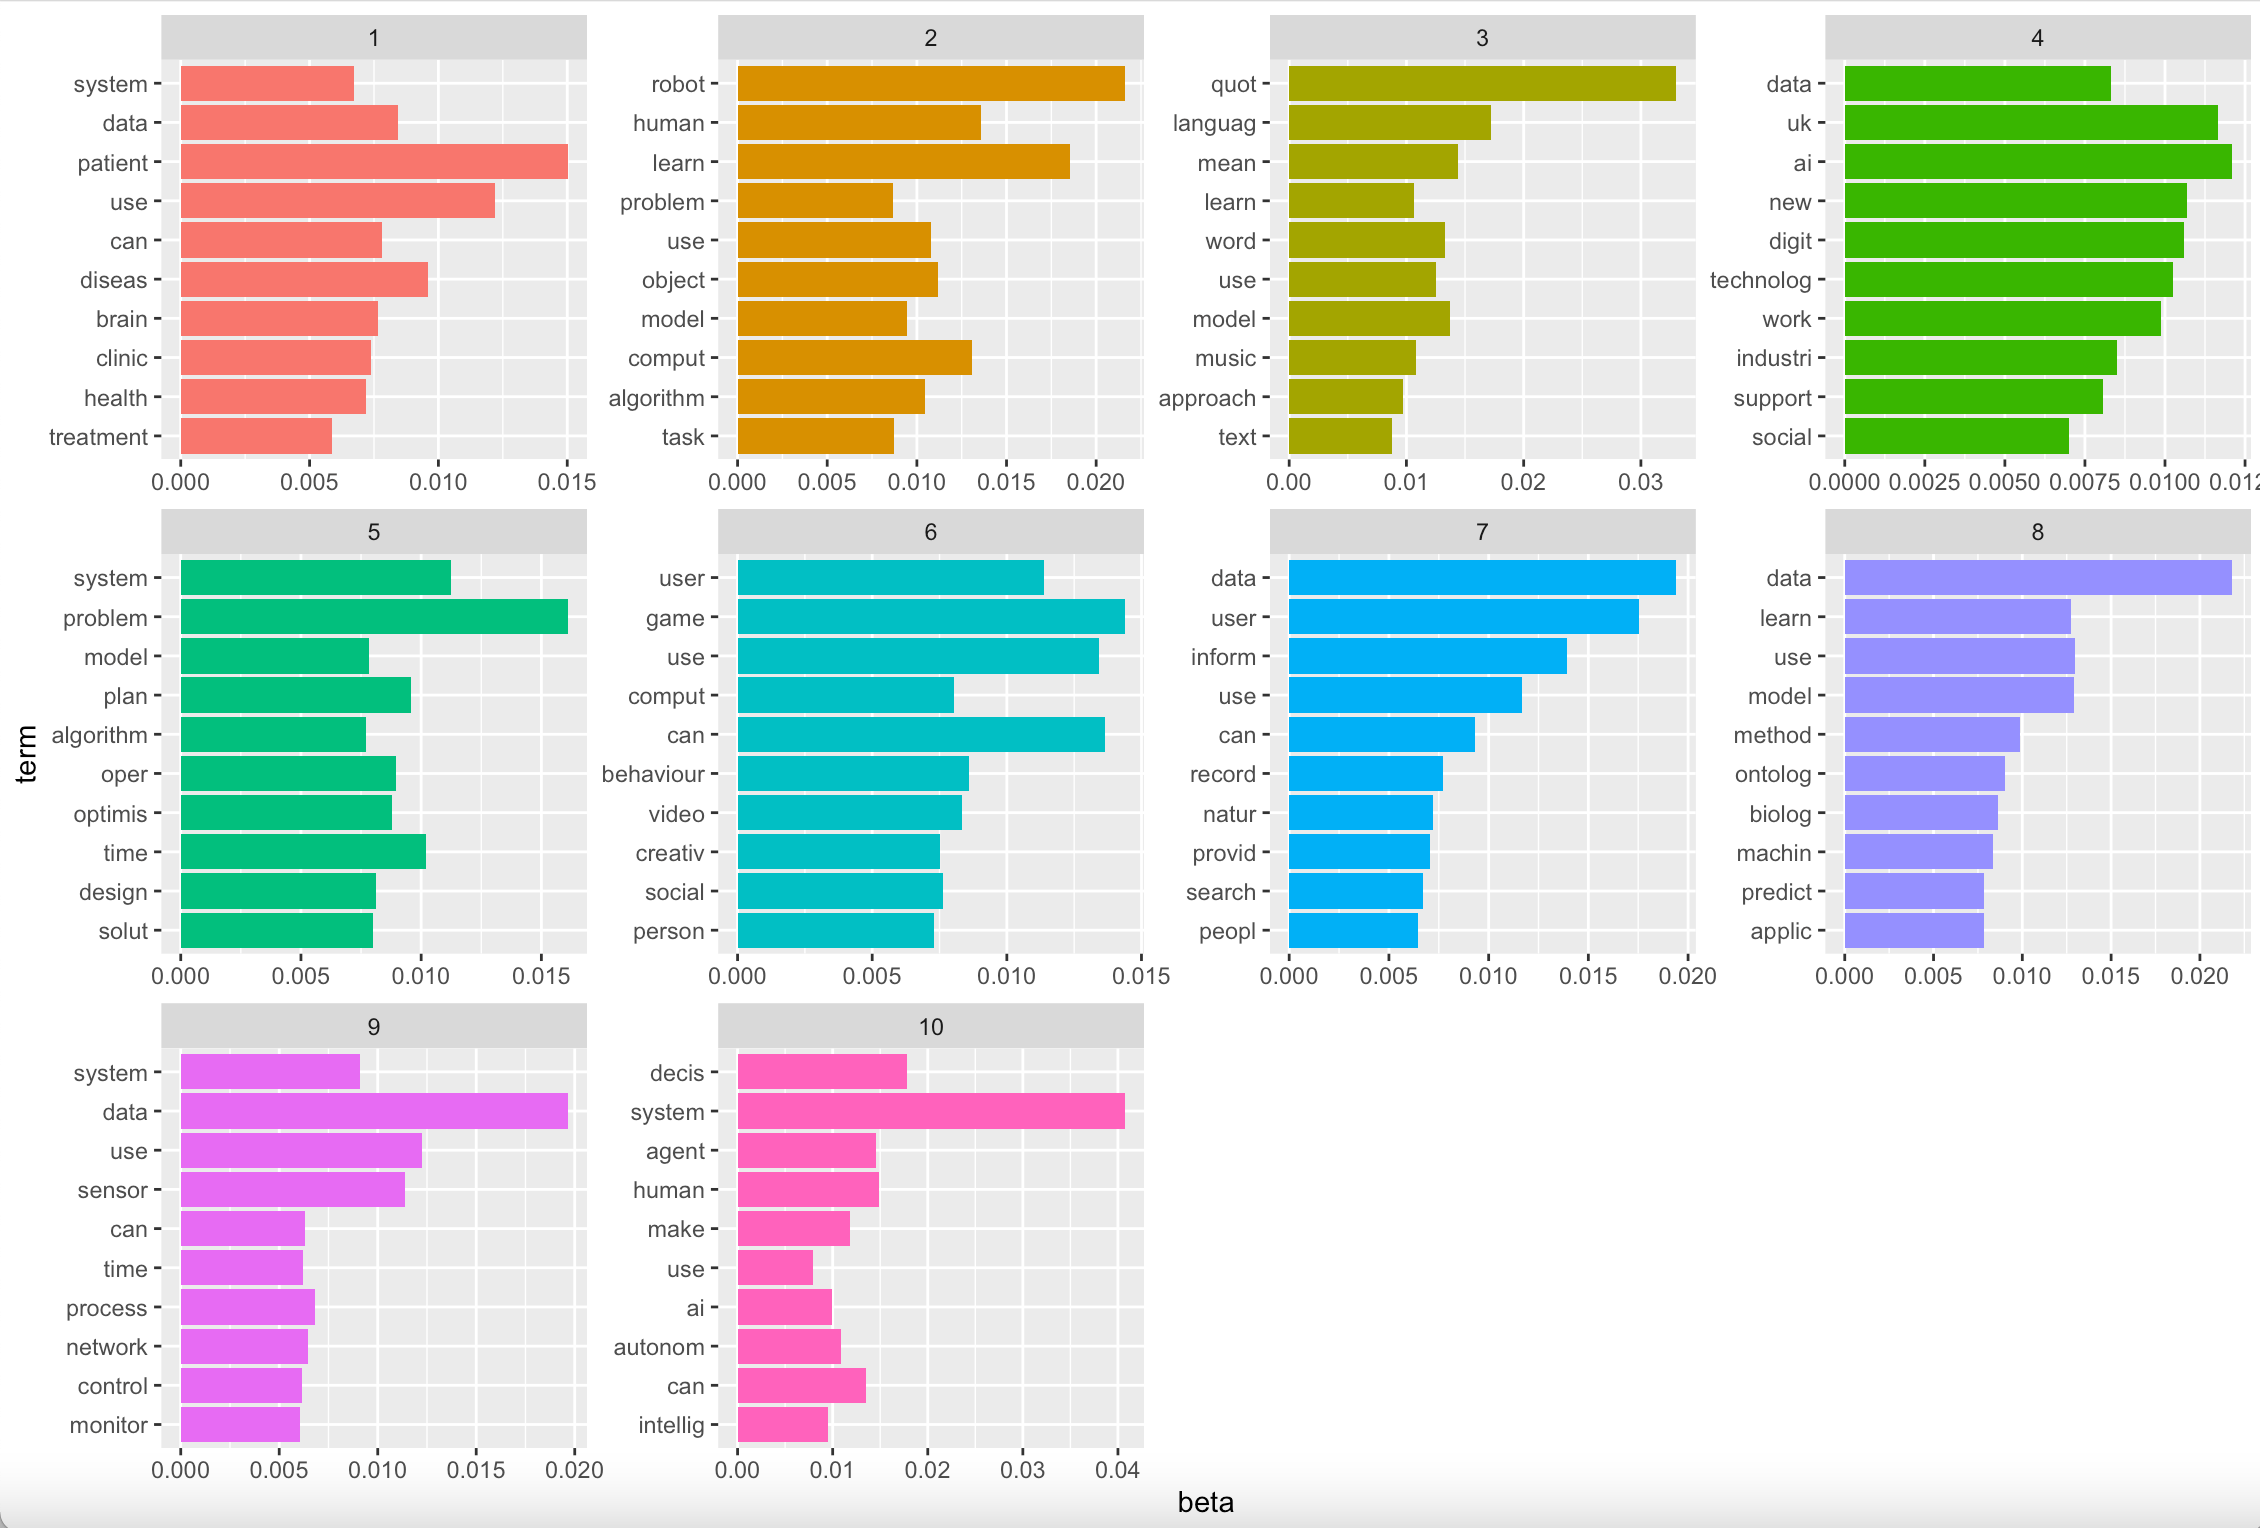 1
system
data
patient
use
can
diseas
brain
clinic
health
treatment
0.000 0.005 0.010 0.015
2
robot
human
learn
problem
use
object
model
comput
algorithm
task
0.000 0.005 0.010 0.015 0.020
3
quot
languag
mean
learn
word
use
model
music
approach
text
0.00 0.01 0.02 0.03
4
data
uk
ai
new
digit
technolog
work
industri
support
social
0.0000 0.0025 0.0050 0.0075 0.0100 0.012
term
5
system
problem
model
plan
algorithm
oper
optimis
time
design
solut
0.000 0.005 0.010 0.015
6
user
game
use
comput
can
behaviour
video
creativ
social
person
0.000 0.005 0.010 0.015
7
data
user
inform
use
can
record
natur
provid
search
peopl
0.000 0.005 0.010 0.015 0.020
8
data
learn
use
model
method
ontolog
biolog
machin
predict
applic
0.000 0.005 0.010 0.015 0.020
9
system
data
use
sensor
can
time
process
network
control
monitor
0.000 0.005 0.010 0.015 0.020
10
decis
system
agent
human
make
use
ai
autonom
can
intellig
0.00 0.01 0.02 0.03 0.04
beta